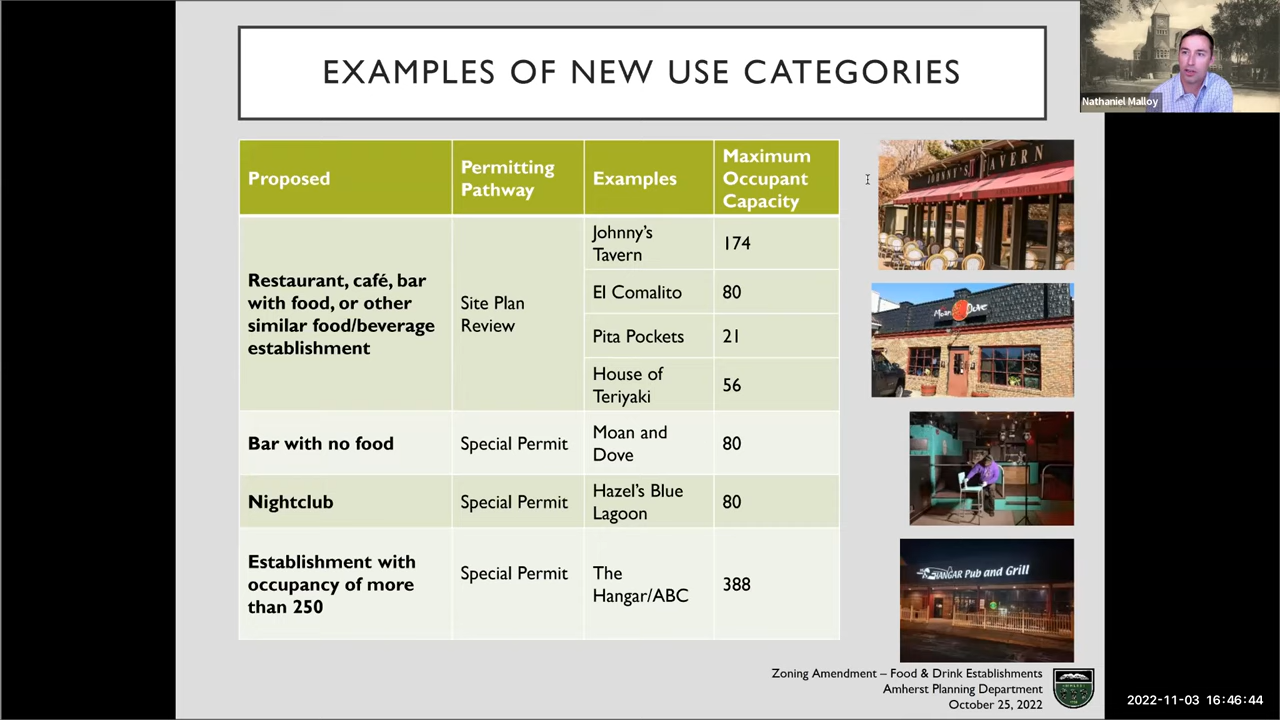 EXAMPLES OF NEW USE CATEGORIES
Nathaniel Malloy
Proposed
Permitting
Pathway
Examples
Maximum
Occupant
Capacity
Restaurant, café, bar
with food, or other
similar food/beverage
establishment
Site Plan
Review
Johnny's
Tavern
174
El Comalito
80
Pita Pockets
21
House of
Teriyaki
56
Bar with no food
Special Permit
Moan and
Dove
80
Nightclub
Special Permit
Hazel's Blue
Lagoon
80
Establishment with
occupancy of more
than 250
Special Permit
The
Hangar/ABC
388
JOHNNY'S TAVERN
Moan Dove
HANGAR Pub and Grill
Zoning Amendment – Food & Drink Establishments
Amherst Planning Department
October 25, 2022
2022-11-03 16:46:44